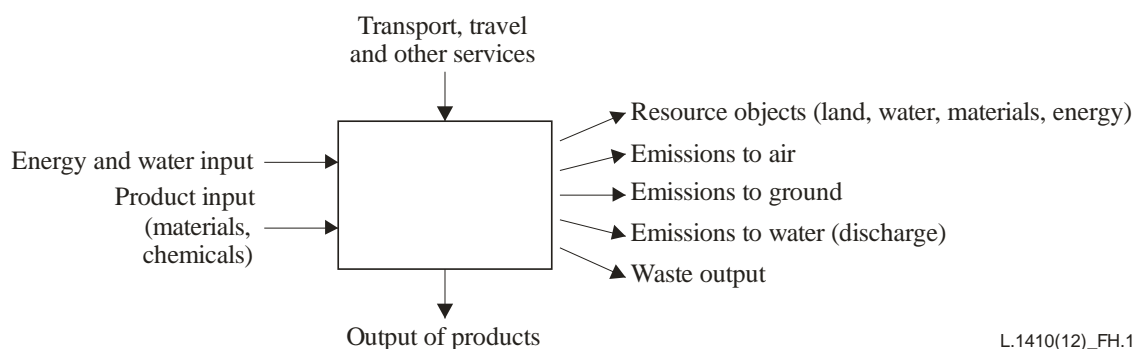 Transport, travel
and other services
Energy and water input
Product input
(materials,
chemicals)
Resource objects (land, water, materials, energy)
Emissions to air
Emissions to ground
Emissions to water (discharge)
Waste output
Output of products
L.1410(12)_FH.1